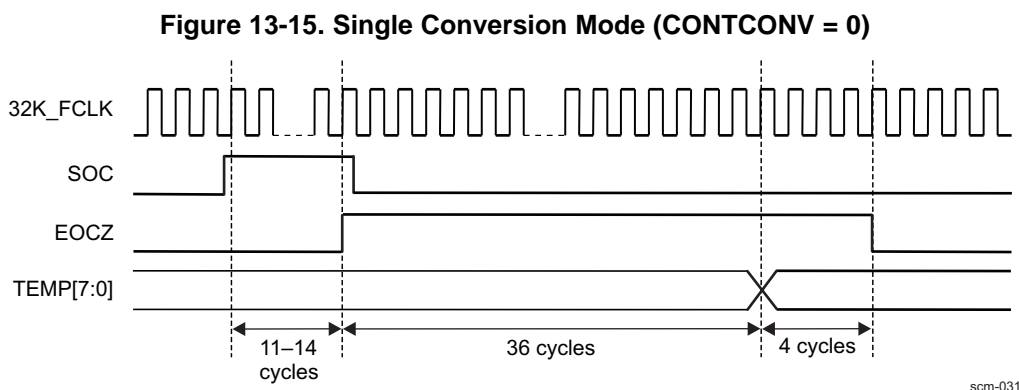 Figure 13-15. Single Conversion Mode (CONTCONV = 0)
32K_FCLK
SOC
EOCZ
TEMP[7:0]
11–14
cycles
36 cycles
4 cycles
scm-031